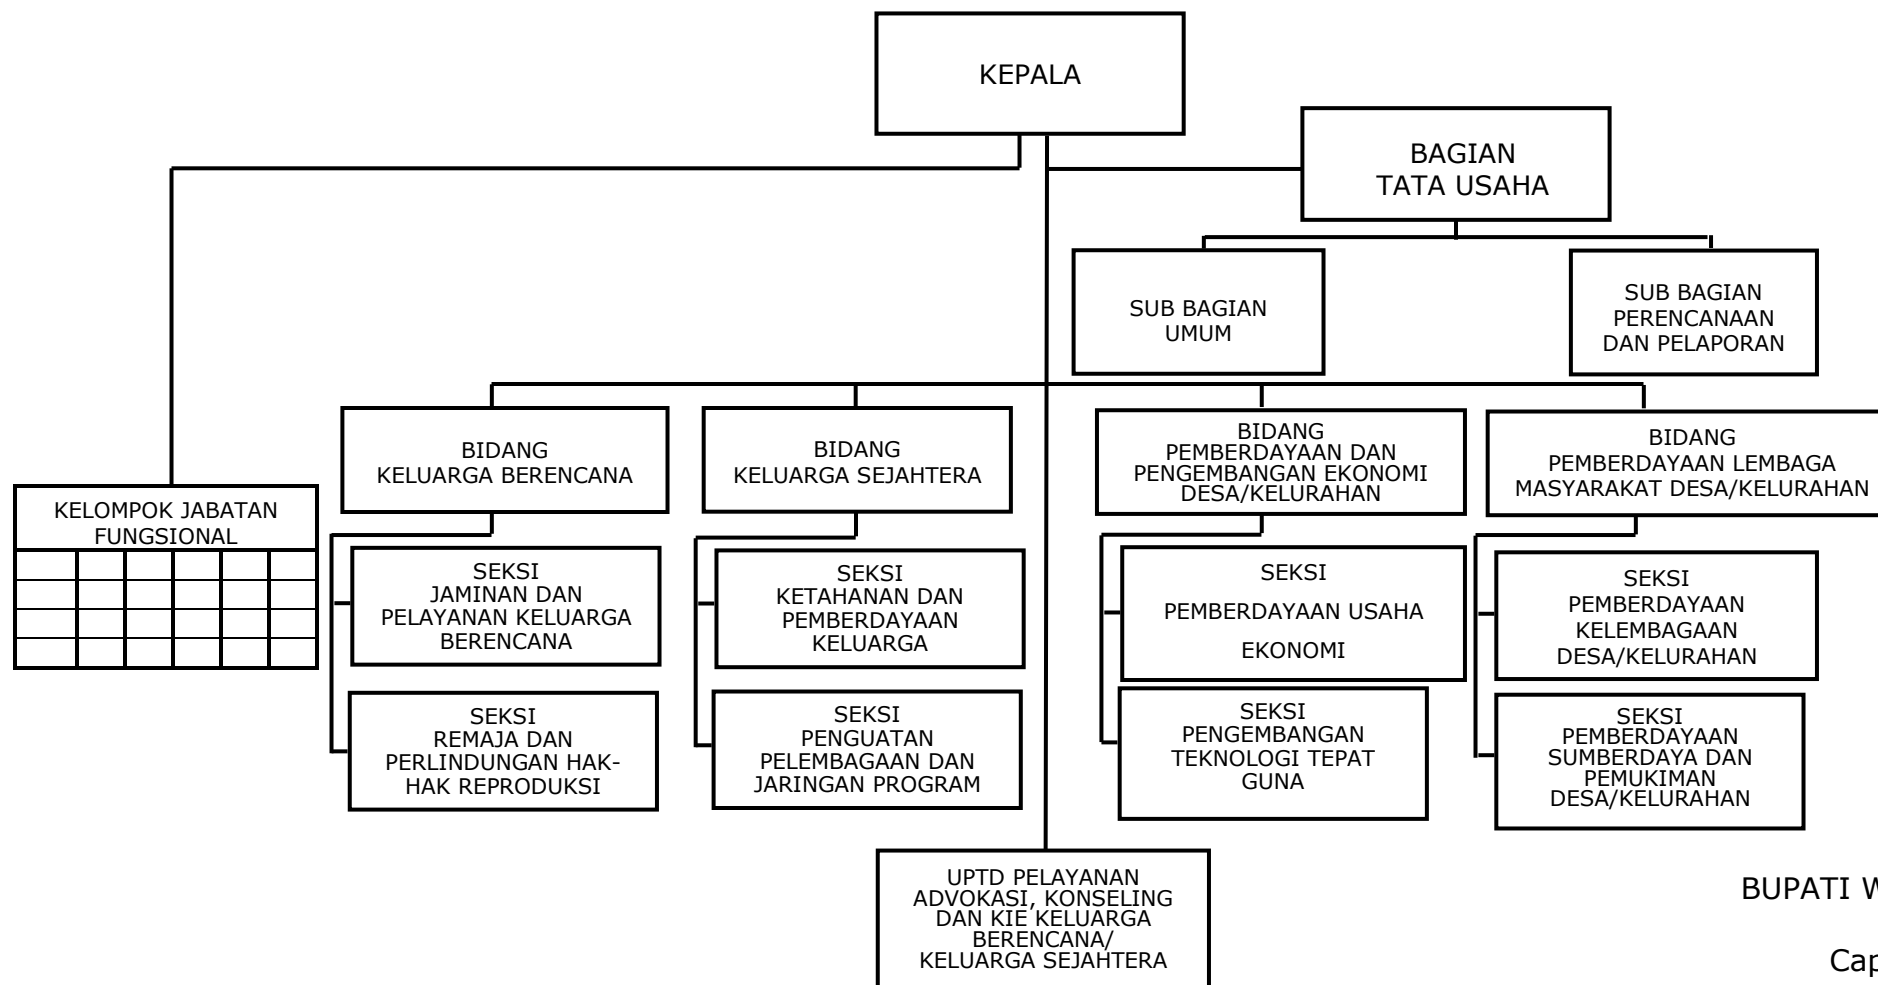 KEPALA
BAGIAN
TATA USAHA
SUB BAGIAN
UMUM
SUB BAGIAN
PERENCANAAN
DAN PELAPORAN
KELOMPOK JABATAN
FUNGSIONAL
BIDANG
KELUARGA BERENCANA
BIDANG
KELUARGA SEJAHTERA
BIDANG
PEMBERDAYAAN DAN
PENGEMBANGAN EKONOMI
DESA/KELURAHAN
BIDANG
PEMBERDAYAAN LEMBAGA
MASYARAKAT DESA/KELURAHAN
SEKSI
JAMINAN DAN
PELAYANAN KELUARGA
BERENCANA
SEKSI
KETAHANAN DAN
PEMBERDAYAAN
KELUARGA
SEKSI
PEMBERDAYAAN USAHA
EKONOMI
SEKSI
PEMBERDAYAAN
KELEMBAGAAN
DESA/KELURAHAN
SEKSI
REMAJA DAN
PERLINDUNGAN HAK-
HAK REPRODUKSI
SEKSI
PENGUATAN
PELEMBAGAAN DAN
JARINGAN PROGRAM
SEKSI
PENGEMBANGAN
TEKNOLOGI TEPAT
GUNA
SEKSI
PEMBERDAYAAN
SUMBERDAYA DAN
PEMUKIMAN
DESA/KELURAHAN
UPTD PELAYANAN
ADVOKASI, KONSELING
DAN KIE KELUARGA
BERENCANA/
KELUARGA SEJAHTERA
BUPATI
Cap